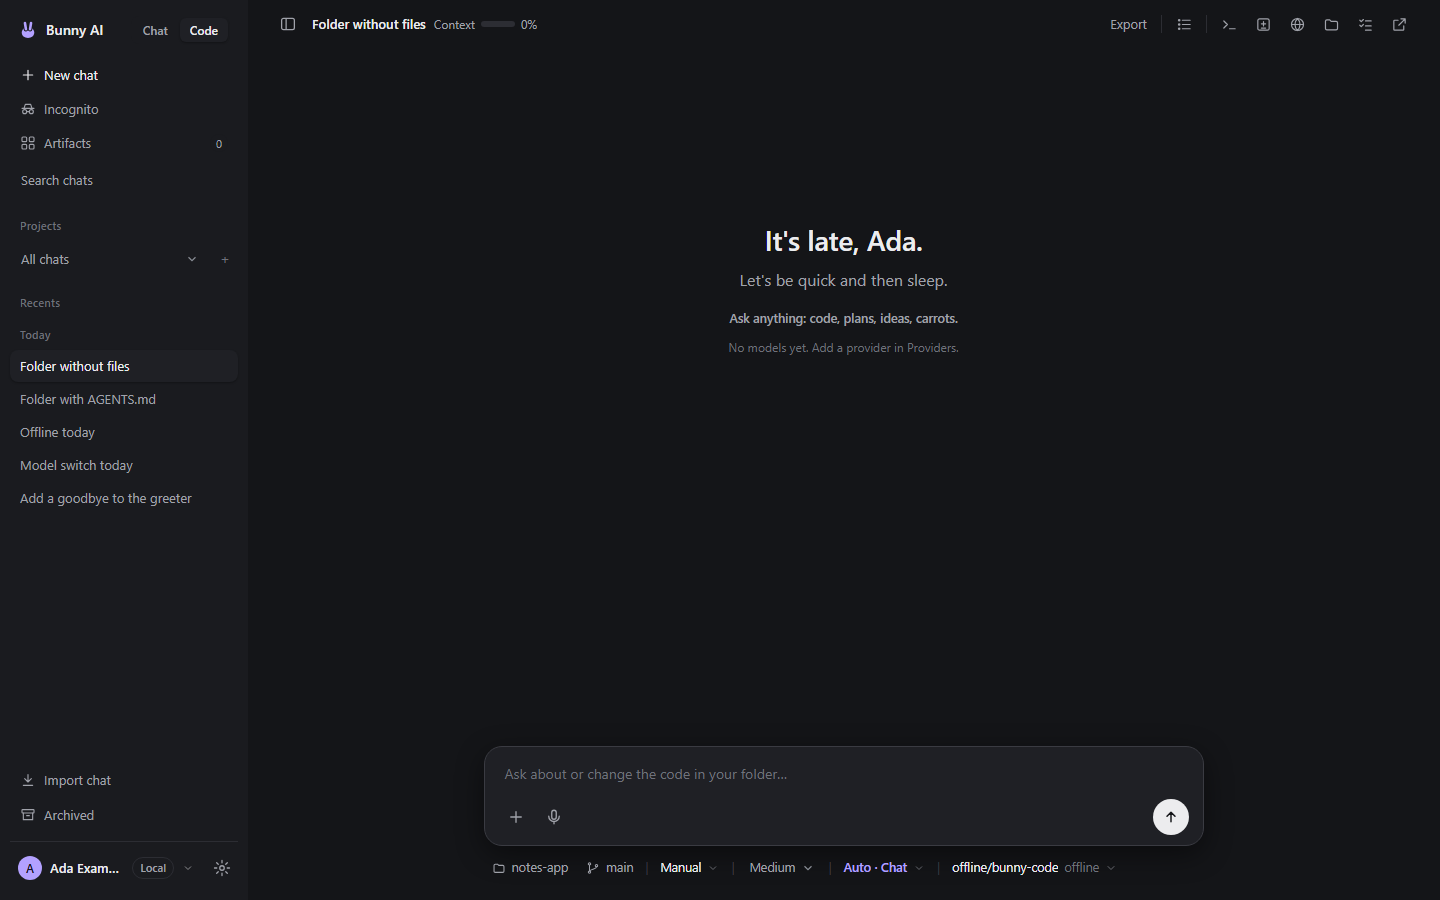 Bunny AI
Chat
Code
New chat
Incognito
Artifacts
0
Search chats
Projects
All chats
+
Recents
Today
Folder without files
Folder with AGENTS.md
Offline today
Model switch today
Add a goodbye to the greeter
Import chat
Archived
A
Ada Exam...
Local
Folder without files
Context
0%
Export
It's late, Ada.
Let's be quick and then sleep.
Ask anything: code, plans, ideas, carrots.
No models yet. Add a provider in Providers.
Ask about or change the code in your folder...
notes-app
main
Manual
Medium
Auto · Chat
offline/bunny-code offline